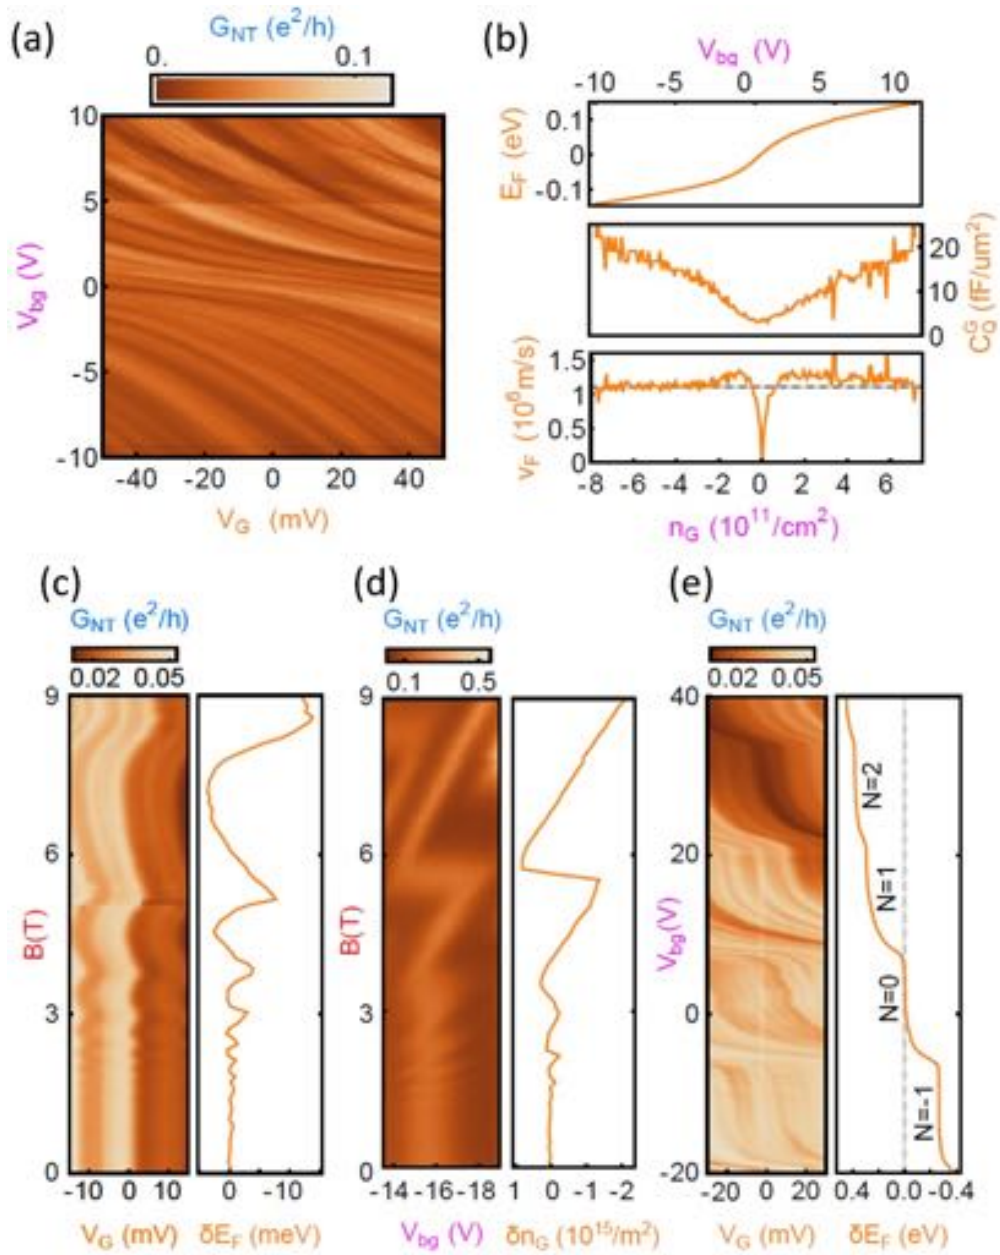 (a)
G_NT (e²/h)
0. 0.1
10
5
0
-5
-10
V_bg (V)
-40 -20 0 20 40
V_G (mV)
(b)
V_bg (V)
-10 -5 0 5 10
E_F (eV)
0.1
0
-0.1
20
10
0
C_Q^G (fF/um²)
v_F (10⁶m/s)
1.5
1
0.5
0
-8 -6 -4 -2 0 2 4 6
n_G (10¹¹/cm²)
(c)
G_NT (e²/h)
0.02 0.05
9
6
3
0
B(T)
-10 0 10
V_G (mV)
0 -10
δE_F (meV)
(d)
G_NT (e²/h)
0.1 0.5
9
6
3
0
B(T)
-14 -16 -18
V_bg (V)
1 0 -1 -2
δn_G (10¹⁵/m²)
(e)
G_NT (e²/h)
0.02 0.05
40
20
0
-20
V_bg(V)
-20 0 20
V_G (mV)
N=2
N=1
N=0
N=-1
0.4 0.0 -0.4
δE_F (eV)